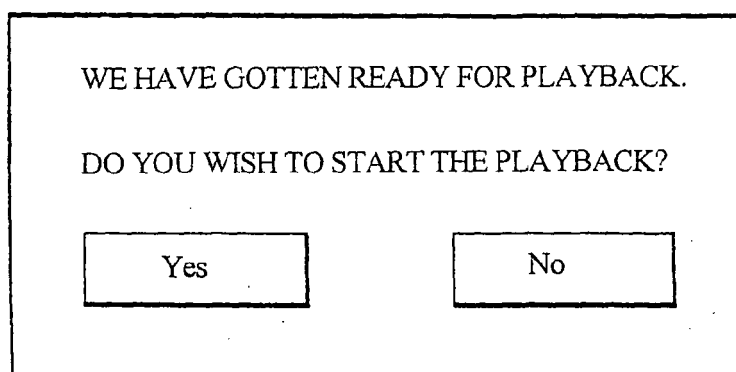 WE HAVE GOTTEN READY FOR PLAYBACK.
DO YOU WISH TO START THE PLAYBACK?
Yes No